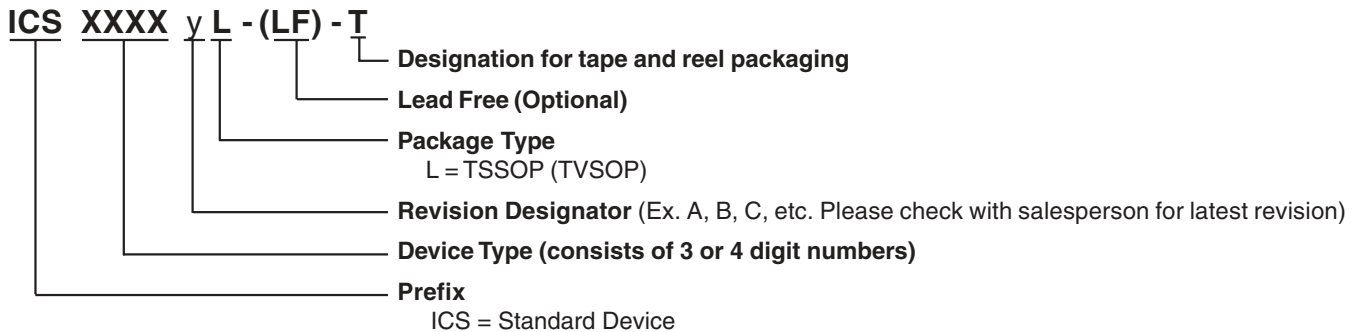 ICS XXXX y L - (LF) - T
Designation for tape and reel packaging
Lead Free (Optional)
Package Type
L = TSSOP (TVSOP)
Revision Designator (Ex. A, B, C, etc. Please check with salesperson for latest revision)
Device Type (consists of 3 or 4 digit numbers)
Prefix
ICS = Standard Device